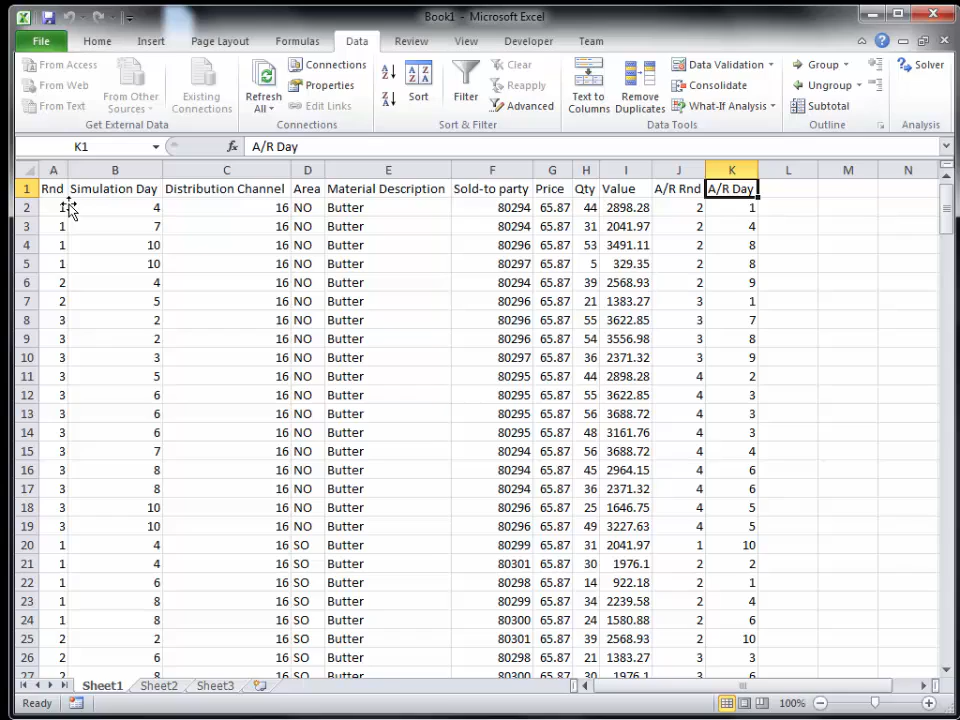 Book1 - Microsoft Excel
File Home Insert Page Layout Formulas Data Review View Developer Team
From Access
From Web
From Text
From Other Sources
Existing Connections
Get External Data
Refresh All
Connections
Properties
Edit Links
Connections
Sort
Filter
Clear
Reapply
Advanced
Sort & Filter
Text to Columns
Remove Duplicates
Data Validation
Consolidate
What-If Analysis
Data Tools
Group
Ungroup
Subtotal
Outline
Solver
Analysis
K1 fx A/R Day
A B C D E F G H I J K L M N
1 Rnd Simulation Day Distribution Channel Area Material Description Sold-to party Price Qty Value A/R Rnd A/R Day
2 1 4 16 NO Butter 80294 65.87 44 2898.28 2 1
3 1 7 16 NO Butter 80294 65.87 31 2041.97 2 4
4 1 10 16 NO Butter 80296 65.87 53 3491.11 2 8
5 1 10 16 NO Butter 80297 65.87 5 329.35 2 8
6 2 4 16 NO Butter 80294 65.87 39 2568.93 2 9
7 2 5 16 NO Butter 80296 65.87 21 1383.27 3 1
8 3 2 16 NO Butter 80296 65.87 55 3622.85 3 7
9 3 2 16 NO Butter 80296 65.87 54 3556.98 3 8
10 3 3 16 NO Butter 80297 65.87 36 2371.32 3 9
11 3 5 16 NO Butter 80295 65.87 44 2898.28 4 2
12 3 6 16 NO Butter 80295 65.87 55 3622.85 4 3
13 3 6 16 NO Butter 80295 65.87 56 3688.72 4 3
14 3 6 16 NO Butter 80295 65.87 48 3161.76 4 3
15 3 7 16 NO Butter 80295 65.87 56 3688.72 4 4
16 3 8 16 NO Butter 80294 65.87 45 2964.15 4 6
17 3 8 16 NO Butter 80294 65.87 36 2371.32 4 6
18 3 10 16 NO Butter 80296 65.87 25 1646.75 4 5
19 3 10 16 NO Butter 80296 65.87 49 3227.63 4 5
20 1 4 16 SO Butter 80299 65.87 31 2041.97 1 10
21 1 4 16 SO Butter 80301 65.87 30 1976.1 2 2
22 1 6 16 SO Butter 80298 65.87 14 922.18 2 1
23 1 8 16 SO Butter 80299 65.87 34 2239.58 2 4
24 1 8 16 SO Butter 80300 65.87 24 1580.88 2 6
25 2 2 16 SO Butter 80301 65.87 39 2568.93 2 10
26 2 6 16 SO Butter 80298 65.87 21 1383.27 3 3
27 2 8 16 SO Butter 80300 65.87 30 1976.1 3 6
Sheet1 Sheet2 Sheet3
Ready 100%